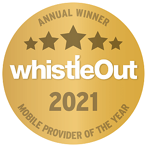 ANNUAL WINNER
whistleOut
2021
MOBILE PROVIDER OF THE YEAR